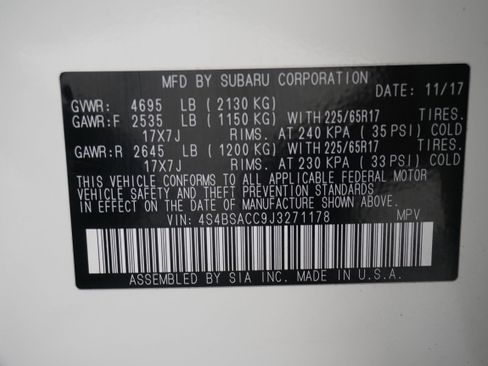 MFD BY SUBARU CORPORATION
DATE: 11/17
GVWR: 4695 LB (2130 KG)
GAWR:F 2535 LB (1150 KG) WITH 225/65R17 TIRES.
17X7J RIMS. AT 240 KPA (35 PSI) COLD
GAWR:R 2645 LB (1200 KG) WITH 225/65R17 TIRES.
17X7J RIMS. AT 230 KPA (33 PSI) COLD
THIS VEHICLE CONFORMS TO ALL APPLICABLE FEDERAL MOTOR
VEHICLE SAFETY AND THEFT PREVENTION STANDARDS
IN EFFECT ON THE DATE OF MANUFACTURE SHOWN ABOVE.
VIN: 4S4BSACC9J3271178 MPV
ASSEMBLED BY SIA INC. MADE IN U.S.A.